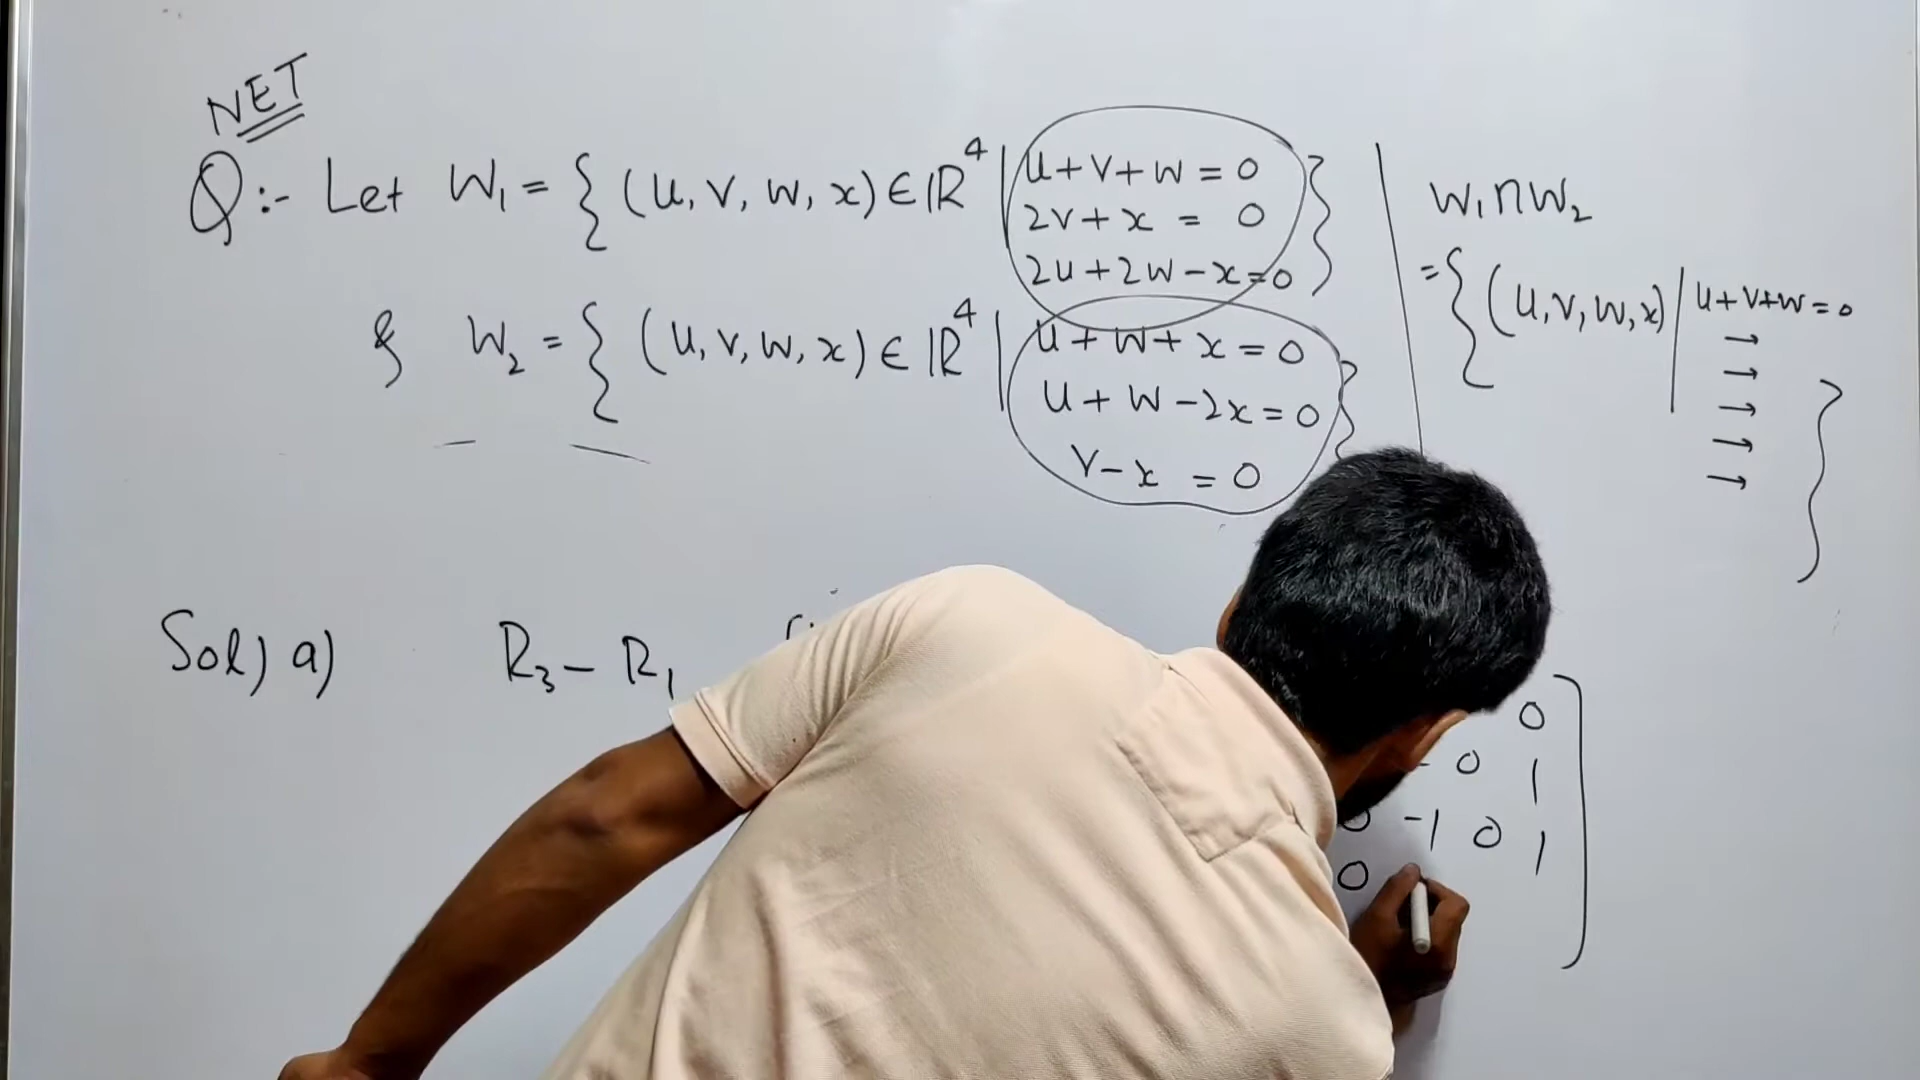 NET
Q:- Let W₁ = { (u, v, w, x) ∈ ℝ⁴ | u+v+w = 0
2v+x = 0
2u+2w-x=0 }
& W₂ = { (u, v, w, x) ∈ ℝ⁴ | u+w+x=0
u+w-2x=0
v-x = 0 }
W₁∩W₂
= { (u,v,w,x) | u+v+w=0
→
→
→
→
→ }
Sol) a) R₃ - R₁
0
0 1
0 -1 0 1
0